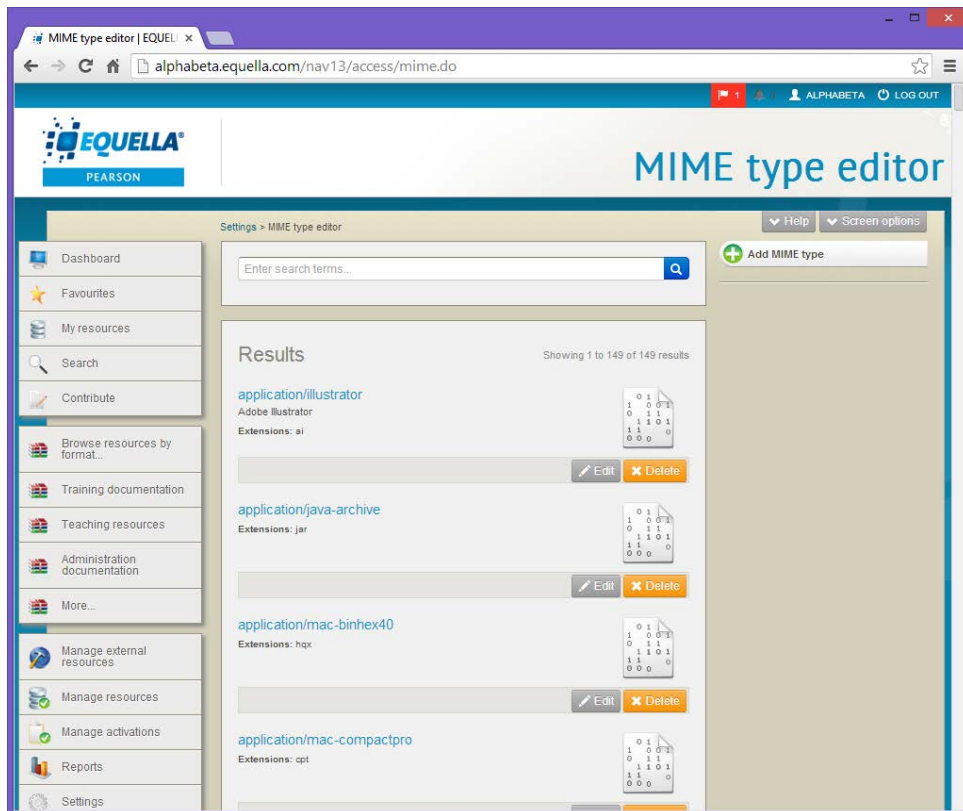 MIME type editor | EQUEL
alphabeta.equella.com/nav13/access/mime.do
1
ALPHABETA
LOG OUT
EQUELLA®
PEARSON
MIME type editor
Settings > MIME type editor
Help
Screen options
Dashboard
Favourites
My resources
Search
Contribute
Browse resources by
format...
Training documentation
Teaching resources
Administration
documentation
More...
Manage external
resources
Manage resources
Manage activations
Reports
Settings
Enter search terms...
Add MIME type
Results
Showing 1 to 149 of 149 results
application/illustrator
Adobe Illustrator
Extensions: ai
Edit
Delete
application/java-archive
Extensions: jar
Edit
Delete
application/mac-binhex40
Extensions: hqx
Edit
Delete
application/mac-compactpro
Extensions: cpt